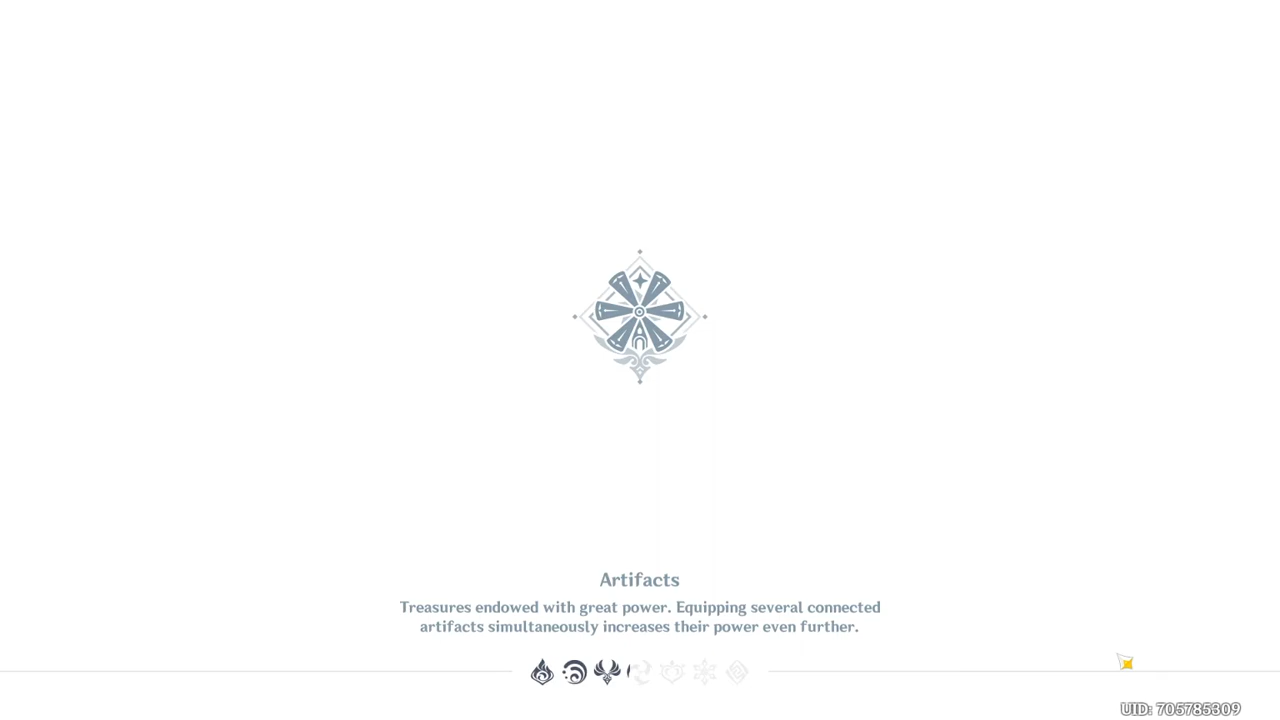 Artifacts
Treasures endowed with great power. Equipping several connected
artifacts simultaneously increases their power even further.
UID: 705785309